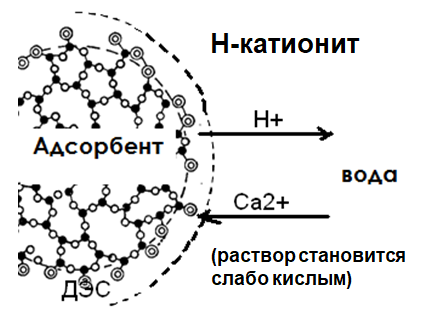 Н-катионит
H+
Адсорбент
вода
Ca2+
(раствор становится
слабо кислым)
ДЭС